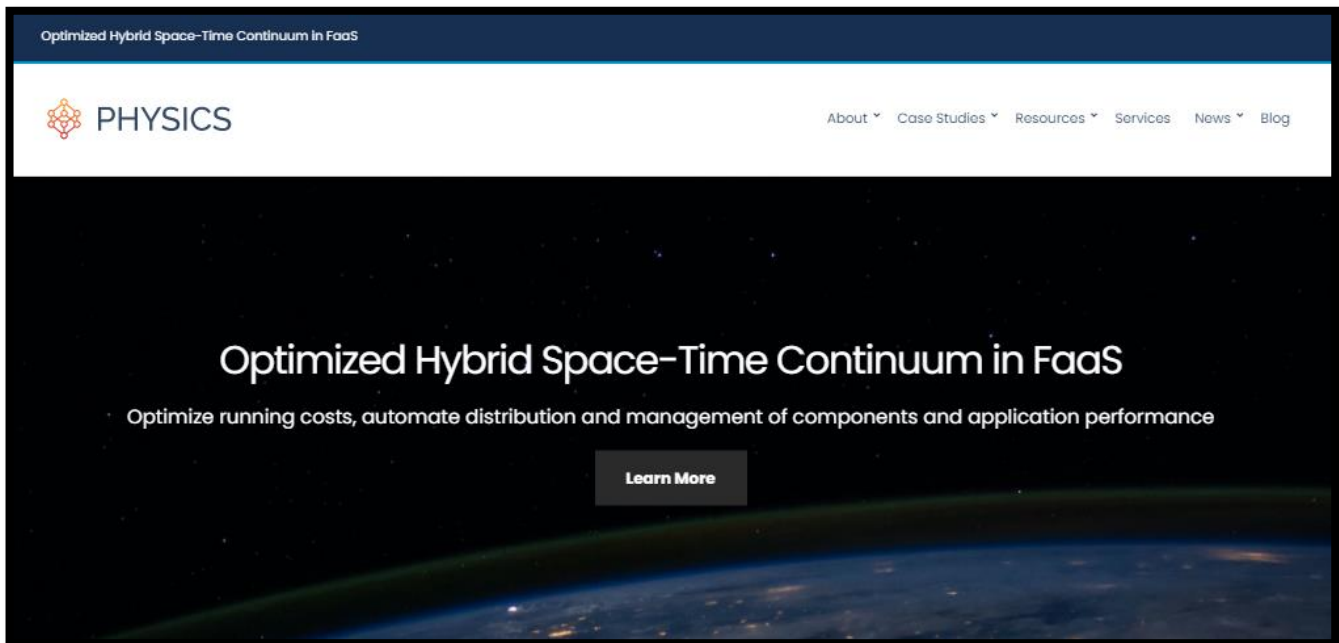 Optimized Hybrid Space-Time Continuum in FaaS
PHYSICS
About Case Studies Resources Services News Blog
Optimized Hybrid Space-Time Continuum in FaaS
Optimize running costs, automate distribution and management of components and application performance
Learn More